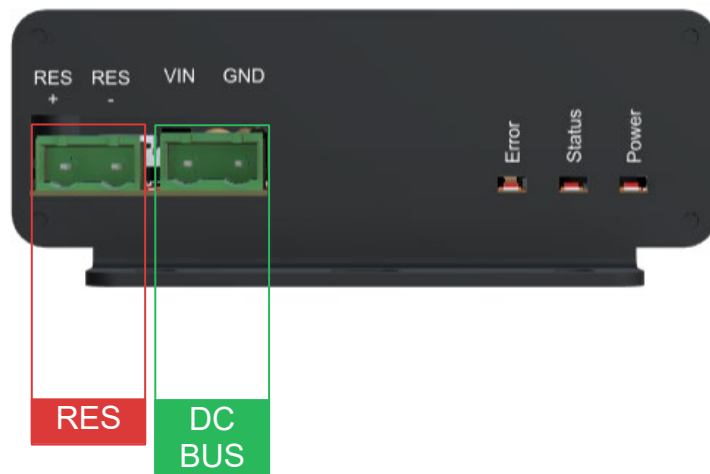 RES RES VIN GND
+ -
Error
Status
Power
RES
DC
BUS